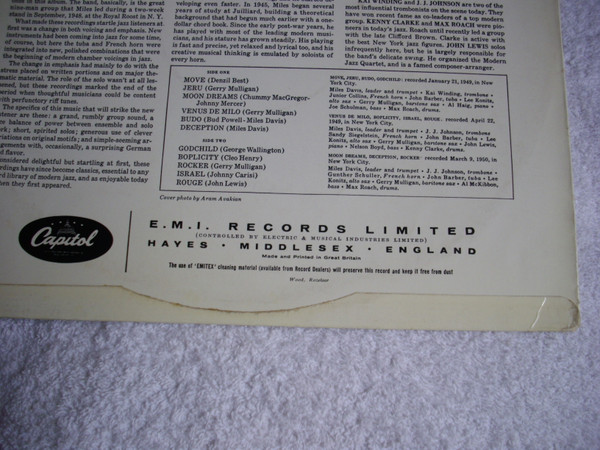 ious in that album. The band, basically, is the great
nine-man group that Miles led during a two-week
stand in September, 1948, at the Royal Roost in N. Y.
What made these recordings startle jazz listeners at
first was a change in both voicing and emphasis. New
instruments had been coming into jazz for some time,
of course, but here the tuba and French horn were
integrated into new, polished combinations that were
the beginning of modern chamber voicings in jazz.
The change in emphasis had mainly to do with the
stress placed on written portions and on major the-
matic material. The role of the solo wasn't at all les-
sened, but these recordings marked the end of the
period when thoughtful musicians could be content
with perfunctory riff tunes.
The specifics of this music that will strike the new
listener are these: a grand, rumbly group sound, a
re balance of power between ensemble and solo
ork; short, spirited solos; generous use of clever
riations on original motifs; and simple-seeming ar-
ngements with, occasionally, a surprising German
d flavor.
onsidered delightful but startling at first, these
ordings have since become classics, essential to any
d library of modern jazz, and as enjoyable today
hen they first appeared.
veloping even faster. In 1945, Miles began several
years of study at Juilliard, building a theoretical
background that had begun much earlier with a one-
dollar chord book. Since the early post-war years, he
has played with most of the leading modern musi-
cians, and his stature has grown steadily. His playing
is fast and precise, yet relaxed and lyrical too, and his
creative musical thinking is emulated by soloists of
every horn.
KAI WINDING and J. J. JOHNSON are two of the
most influential trombonists on the scene today. They
have won recent fame as co-leaders of a top modern
group. KENNY CLARKE and MAX ROACH were pio-
neers in today's jazz. Roach until recently led a group
with the late Clifford Brown. Clarke is active with
the best New York jazz figures. JOHN LEWIS solos
infrequently here, but he is largely responsible for
the band's delicate swing. He organized the Modern
Jazz Quartet, and is a famed composer-arranger.
SIDE ONE
MOVE (Denzil Best)
JERU (Gerry Mulligan)
MOON DREAMS (Chummy MacGregor-
Johnny Mercer)
VENUS DE MILO (Gerry Mulligan)
BUDO (Bud Powell-Miles Davis)
DECEPTION (Miles Davis)
SIDE TWO
GODCHILD (George Wallington)
BOPLICITY (Cleo Henry)
ROCKER (Gerry Mulligan)
ISRAEL (Johnny Carisi)
ROUGE (John Lewis)
MOVE, JERU, BUDO, GODCHILD: recorded January 21, 1949, in New
York City.
Miles Davis, leader and trumpet • Kai Winding, trombone •
Junior Collins, French horn • John Barber, tuba • Lee Konitz,
alto sax • Gerry Mulligan, baritone sax • Al Haig, piano •
Joe Schulman, bass • Max Roach, drums.
VENUS DE MILO, BOPLICITY, ISRAEL, ROUGE: recorded April 22,
1949, in New York City.
Miles Davis, leader and trumpet • J. J. Johnson, trombone
Sandy Siegelstein, French horn • John Barber, tuba • Lee
Konitz, alto sax • Gerry Mulligan, baritone sax • John Lewis,
piano • Nelson Boyd, bass • Kenny Clarke, drums.
MOON DREAMS, DECEPTION, ROCKER: recorded March 9, 1950, in
New York City.
Miles Davis, leader and trumpet • J. J. Johnson, trombone •
Gunther Schuller, French horn • John Barber, tuba • Lee
Konitz, alto sax • Gerry Mulligan, baritone sax • Al McKibbon,
bass • Max Roach, drums.
Cover photo by Aram Avakian
Capitol
E.M.I. RECORDS LIMITED
(CONTROLLED BY ELECTRIC & MUSICAL INDUSTRIES LIMITED)
HAYES • MIDDLESEX • ENGLAND
Made and Printed in Great Britain
The use of "EMITEX" cleaning material (available from Record Dealers) will preserve this record and keep it free from dust